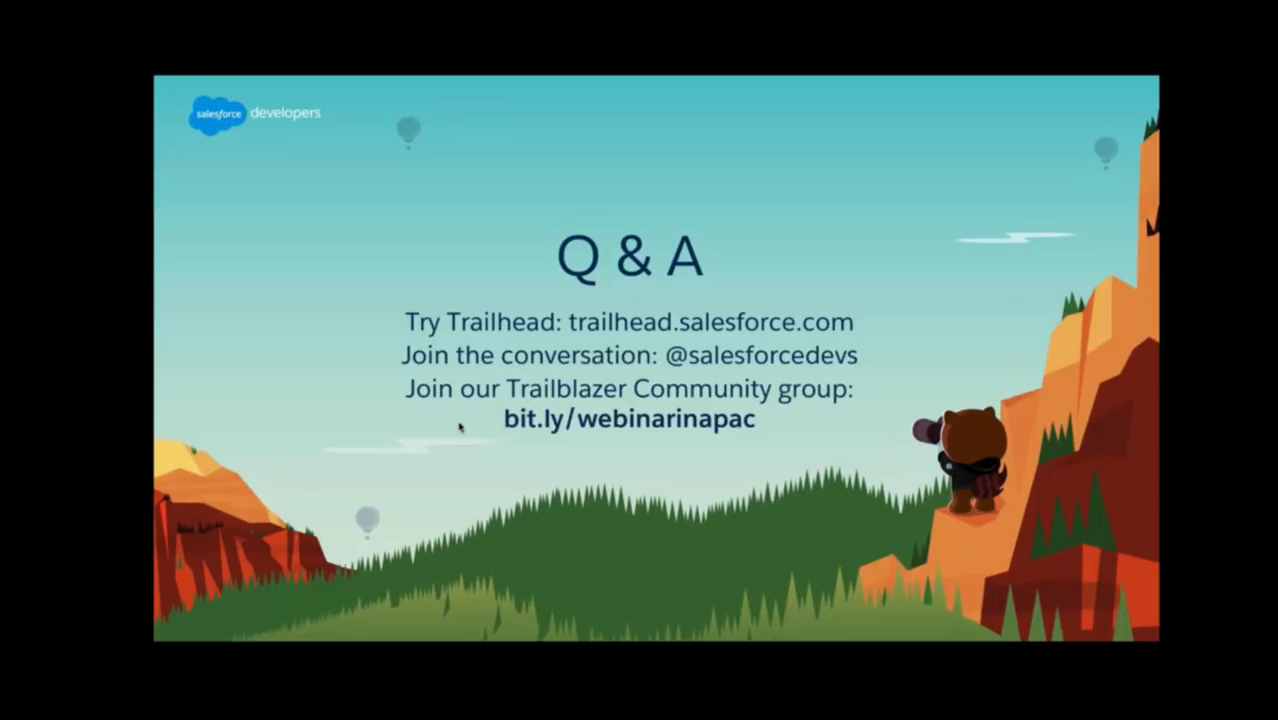 salesforce developers
Q & A
Try Trailhead: trailhead.salesforce.com
Join the conversation: @salesforcedevs
Join our Trailblazer Community group:
bit.ly/webinarinapac